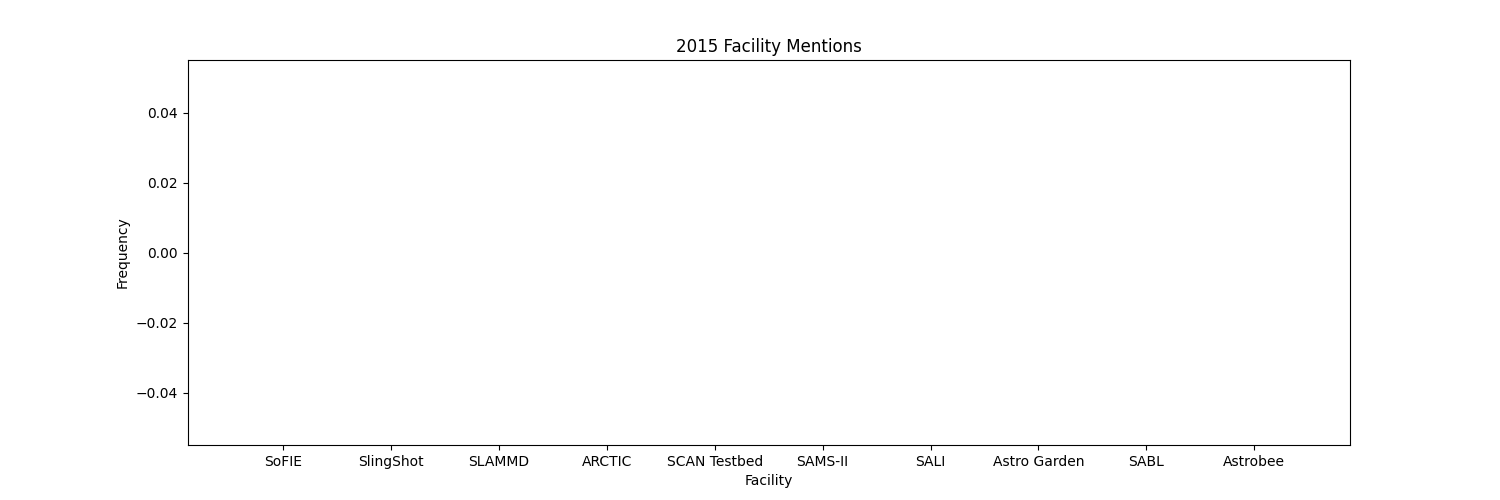 2015 Facility Mentions
0.04
0.02
0.00
−0.02
−0.04
Frequency
SoFIE SlingShot SLAMMD ARCTIC SCAN Testbed SAMS-II SALI Astro Garden SABL Astrobee
Facility